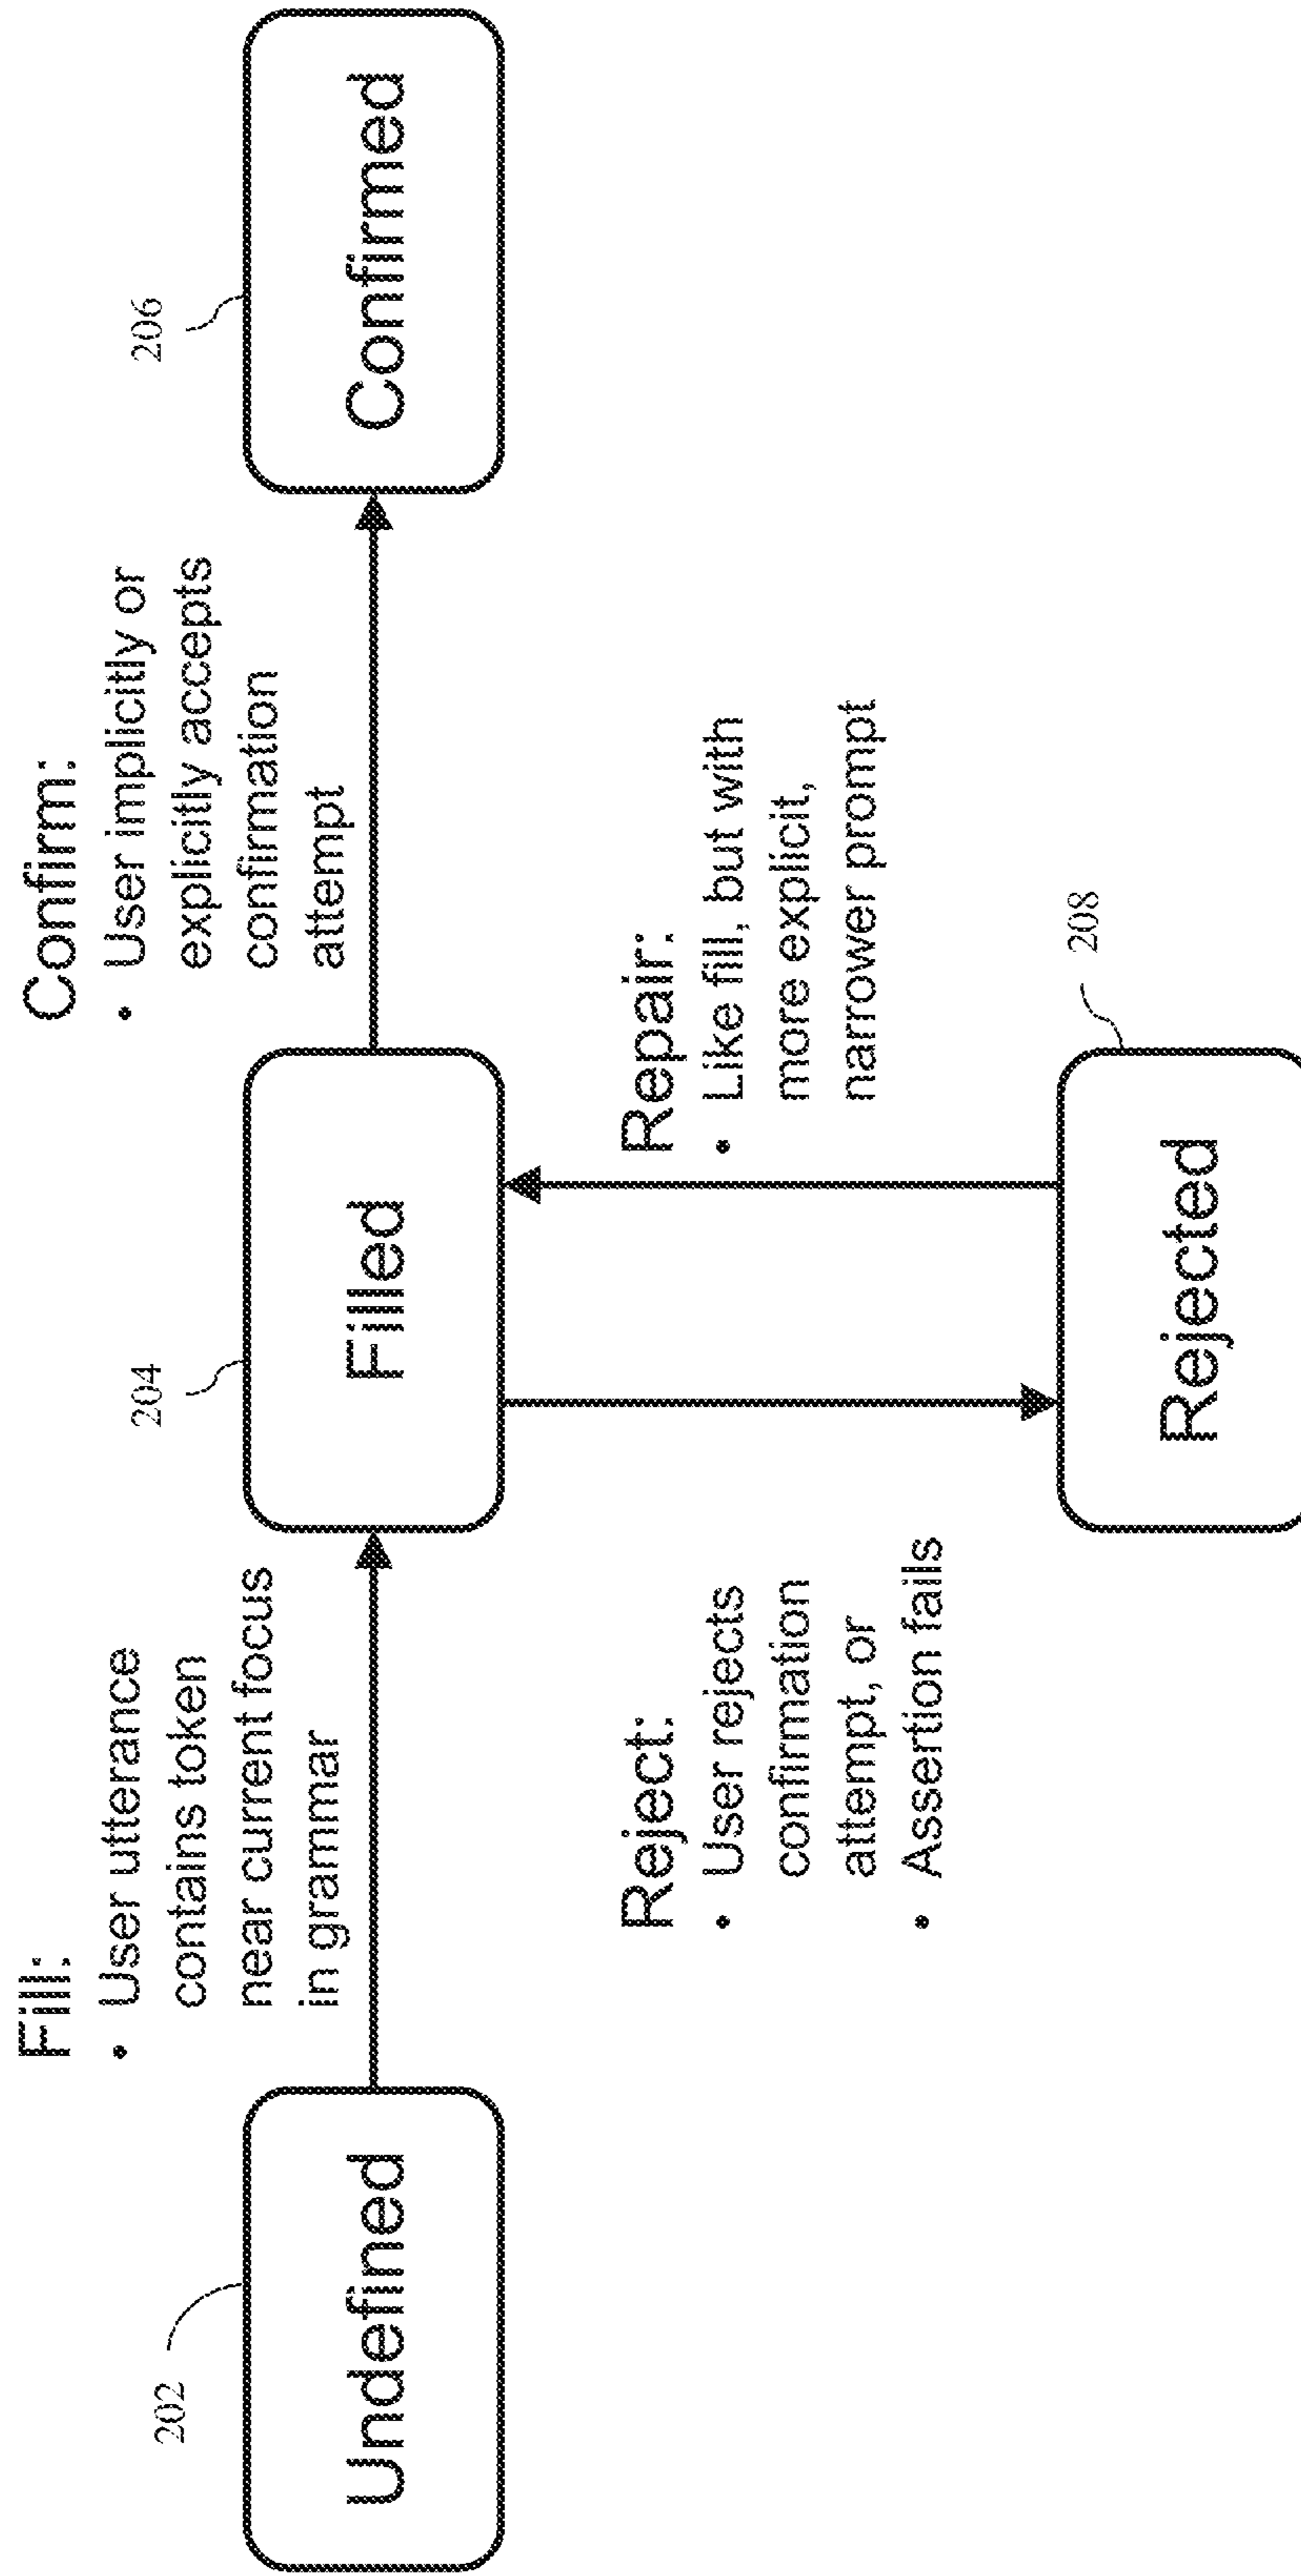 Fill:
• User utterance
contains token
near current focus
in grammar
Confirm:
• User implicitly or
explicitly accepts
confirmation
attempt
202
204
206
Undefined
Filled
Confirmed
Reject:
• User rejects
confirmation
attempt, or
• Assertion fails
Repair:
• Like fill, but with
more explicit,
narrower prompt
208
Rejected